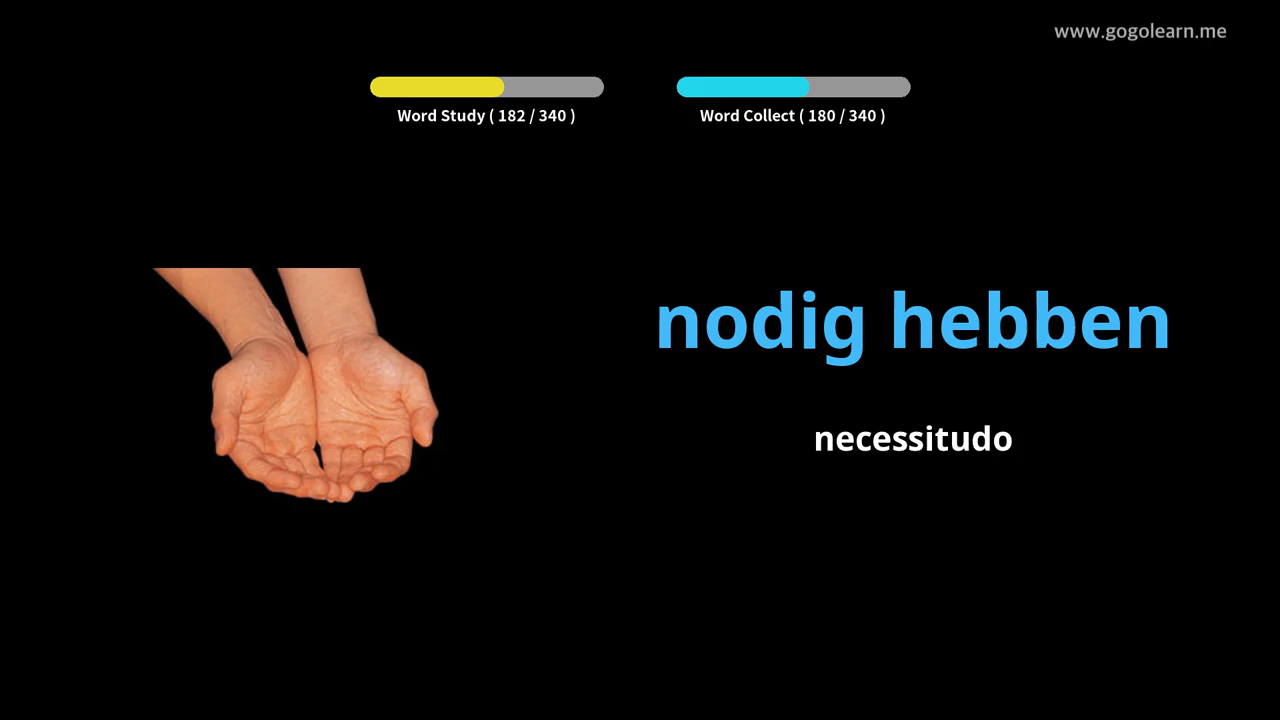 www.gogolearn.me
Word Study ( 182 / 340 )
Word Collect ( 180 / 340 )
nodig hebben
necessitudo